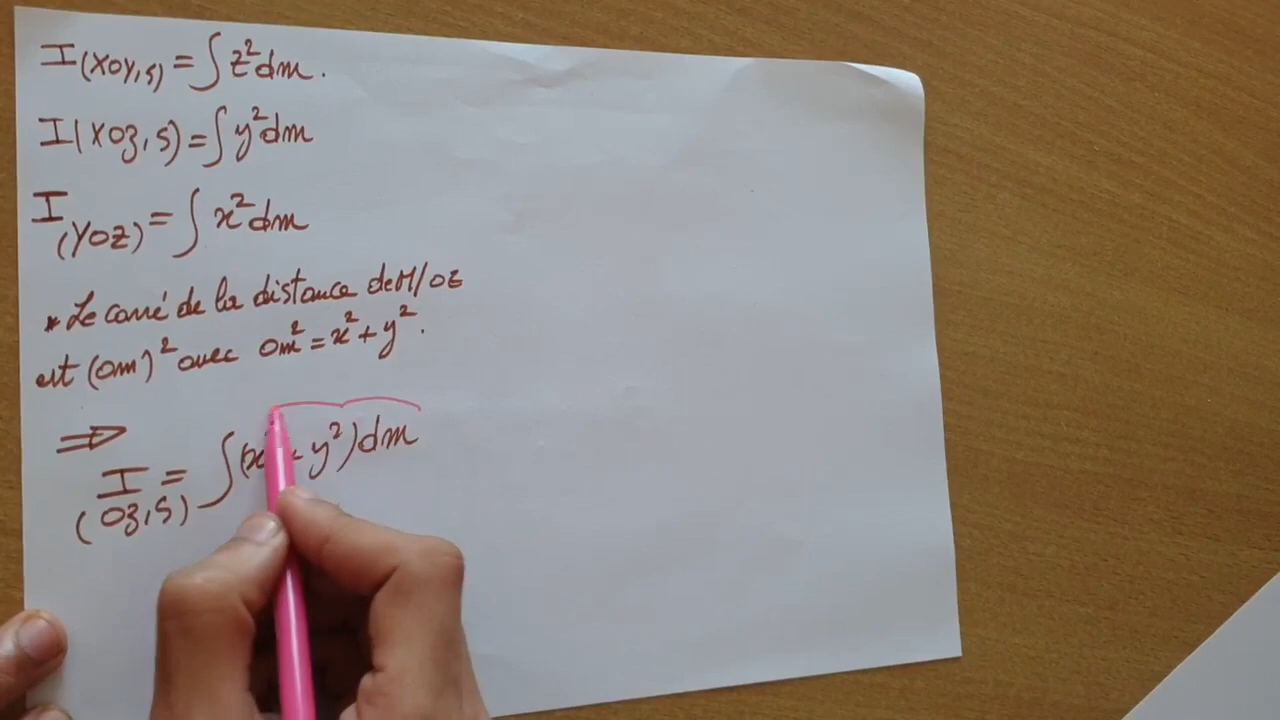 I(XOY,S) = ∫ z² dm.
I(XOz,S) = ∫ y² dm
I(YOZ) = ∫ x² dm
* Le carré de la distance de M/OZ
est (Om)² avec Om² = x² + y².
⇒
I(Oz,S) = ∫(x + y²)dm